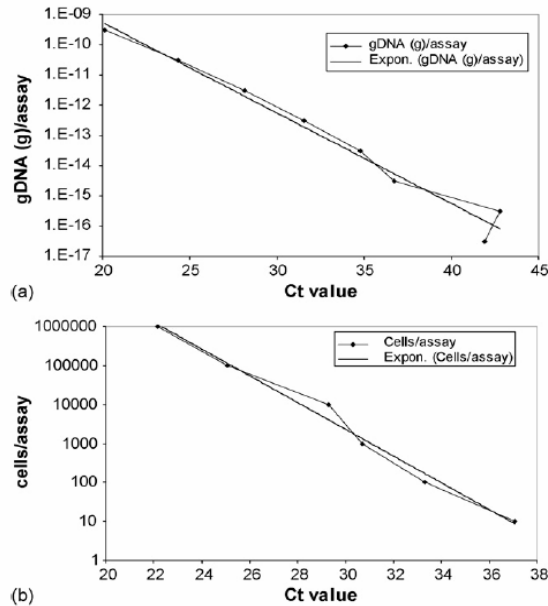 1.E-09
1.E-10
1.E-11
1.E-12
1.E-13
1.E-14
1.E-15
1.E-16
1.E-17
gDNA (g)/assay
gDNA (g)/assay
Expon. (gDNA (g)/assay)
20 25 30 35 40 45
Ct value
(a)
1000000
100000
10000
1000
100
10
1
cells/assay
Cells/assay
Expon. (Cells/assay)
20 22 24 26 28 30 32 34 36 38
Ct value
(b)